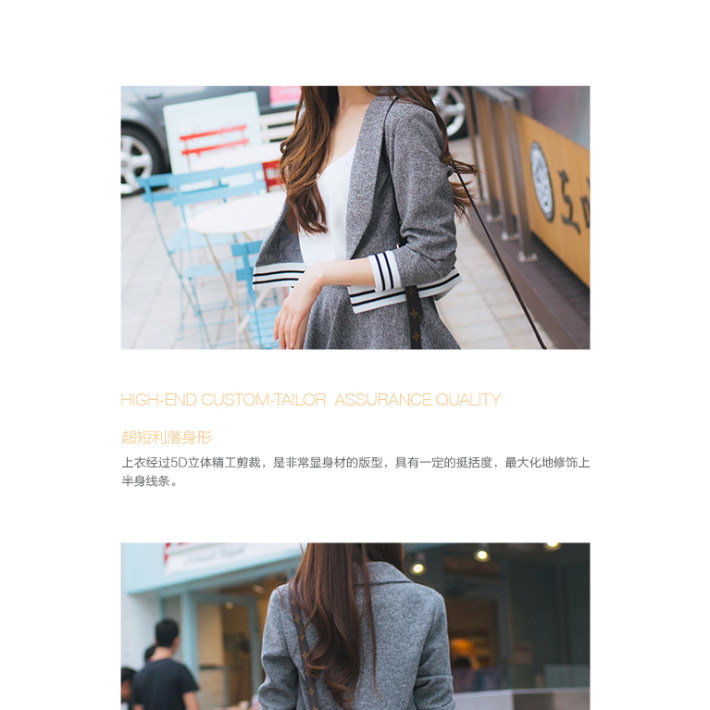 HIGH-END CUSTOM-TAILOR  ASSURANCE QUALITY
超短利落身形
上衣经过5D立体精工剪裁，是非常显身材的版型，具有一定的挺括度，最大化地修饰上
半身线条。